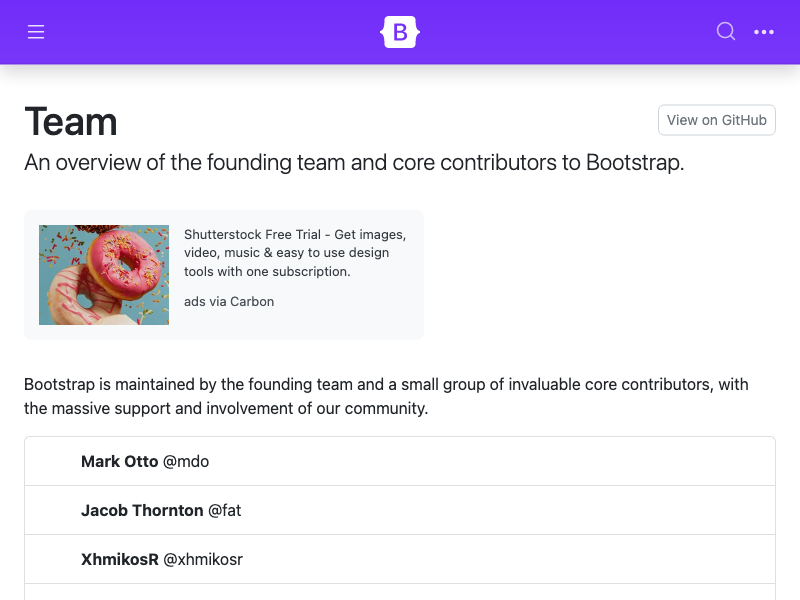 B
Team
View on GitHub
An overview of the founding team and core contributors to Bootstrap.
Shutterstock Free Trial - Get images,
video, music & easy to use design
tools with one subscription.
ads via Carbon
Bootstrap is maintained by the founding team and a small group of invaluable core contributors, with
the massive support and involvement of our community.
Mark Otto @mdo
Jacob Thornton @fat
XhmikosR @xhmikosr